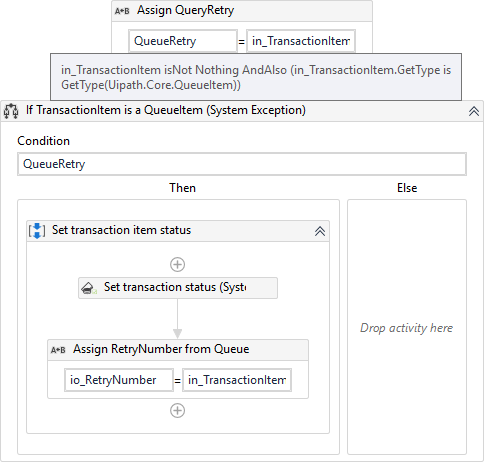 Assign QueryRetry
QueueRetry = in_TransactionItem
in_TransactionItem isNot Nothing AndAlso (in_TransactionItem.GetType is
GetType(Uipath.Core.QueueItem))
If TransactionItem is a QueueItem (System Exception)
Condition
QueueRetry
Then
Else
Set transaction item status
Set transaction status (Syste
Drop activity here
A*B Assign RetryNumber from Queue
io_RetryNumber = in_TransactionItem